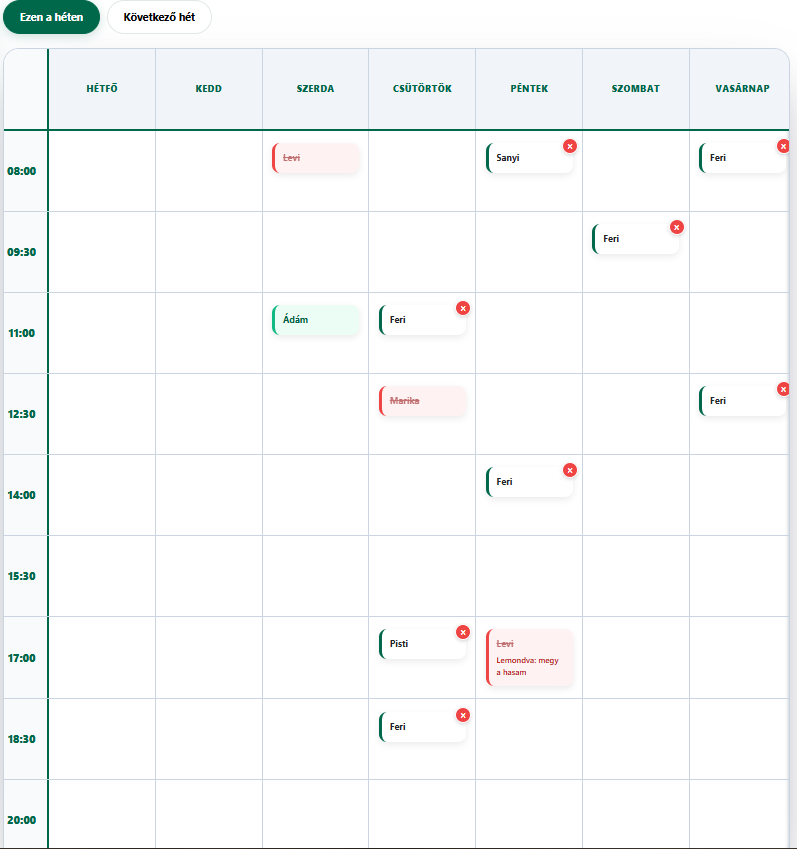 Ezen a héten
Következő hét
HÉTFŐ KEDD SZERDA CSÜTÖRTÖK PÉNTEK SZOMBAT VASÁRNAP
08:00 Levi Sanyi Feri
09:30 Feri
11:00 Ádám Feri
12:30 Marika Feri
14:00 Feri
15:30
17:00 Pisti Levi
Lemondva: megy
a hasam
18:30 Feri
20:00